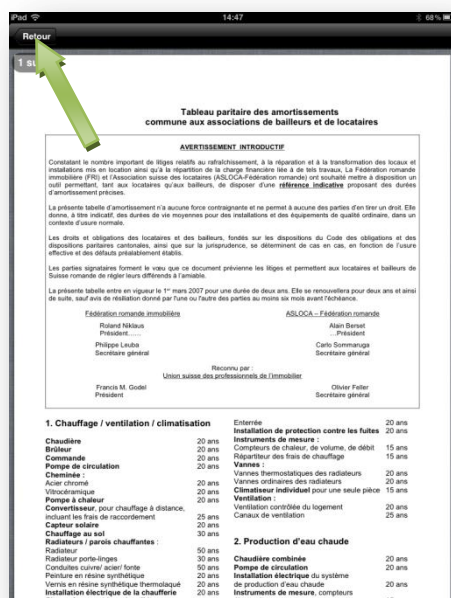 iPad
14:47
68 %
Retour
1 su
Tableau paritaire des amortissements
commune aux associations de bailleurs et de locataires
AVERTISSEMENT INTRODUCTIF
Constatant le nombre important de litiges relatifs au rafraîchissement, à la réparation et à la transformation des locaux et
installations mis en location ainsi qu'à la répartition de la charge financière liée à de tels travaux, La Fédération romande
immobilière (FRI) et l'Association suisse des locataires (ASLOCA-Fédération romande) ont souhaité mettre à disposition un
outil permettant, tant aux locataires qu'aux bailleurs, de disposer d'une référence indicative proposant des durées
d'amortissement précises.
La présente table d'amortissement n'a aucune force contraignante et ne permet à aucune des parties d'en tirer un droit. Elle
donne, à titre indicatif, des durées de vie moyennes pour des installations et des équipements de qualité ordinaire, dans un
contexte d'usure normale.
Les droits et obligations des locataires et des bailleurs, fondés sur les dispositions du Code des obligations et des
dispositions paritaires cantonales, ainsi que sur la jurisprudence, se déterminent de cas en cas, en fonction de l'usure
effective et des défauts préalablement établis.
Les parties signataires forment le vœu que ce document prévienne les litiges et permettent aux locataires et bailleurs de
Suisse romande de régler leurs différends à l'amiable.
La présente table entre en vigueur le 1er mars 2007 pour une durée de deux ans. Elle se renouvellera pour deux ans et ainsi
de suite, sauf avis de résiliation donné par l'une ou l'autre des parties au moins six mois avant l'échéance.
Fédération romande immobilière
ASLOCA – Fédération romande
Roland Niklaus
Président......
Alain Berset
...Président
Philippe Leuba
Secrétaire général
Carlo Sommaruga
Secrétaire général
Reconnu par :
Union suisse des professionnels de l'immobilier
Francis M. Godel
Président
Olivier Feller
Secrétaire général
1. Chauffage / ventilation / climatisation
Chaudière 20 ans
Brûleur 20 ans
Commande 20 ans
Pompe de circulation 20 ans
Cheminée :
Acier chromé 20 ans
Vitrocéramique 20 ans
Pompe à chaleur 20 ans
Convertisseur, pour chauffage à distance,
incluant les frais de raccordement 25 ans
Capteur solaire 20 ans
Chauffage au sol 30 ans
Radiateurs / parois chauffantes :
Radiateur 50 ans
Radiateur porte-linges 30 ans
Conduites cuivre/ acier/ fonte 50 ans
Peinture en résine synthétique 20 ans
Vernis en résine synthétique thermolaqué 20 ans
Installation électrique de la chaufferie 20 ans
Enterrée 20 ans
Installation de protection contre les fuites 20 ans
Instruments de mesure :
Compteurs de chaleur, de volume, de débit 15 ans
Répartiteur des frais de chauffage 15 ans
Vannes :
Vannes thermostatiques des radiateurs 20 ans
Vannes ordinaires des radiateurs 20 ans
Climatiseur individuel pour une seule pièce 15 ans
Ventilation :
Ventilation contrôlée du logement 20 ans
Canaux de ventilation 25 ans
2. Production d'eau chaude
Chaudière combinée 20 ans
Pompe de circulation 20 ans
Installation électrique du système
de production d'eau chaude 20 ans
Instruments de mesure, compteurs